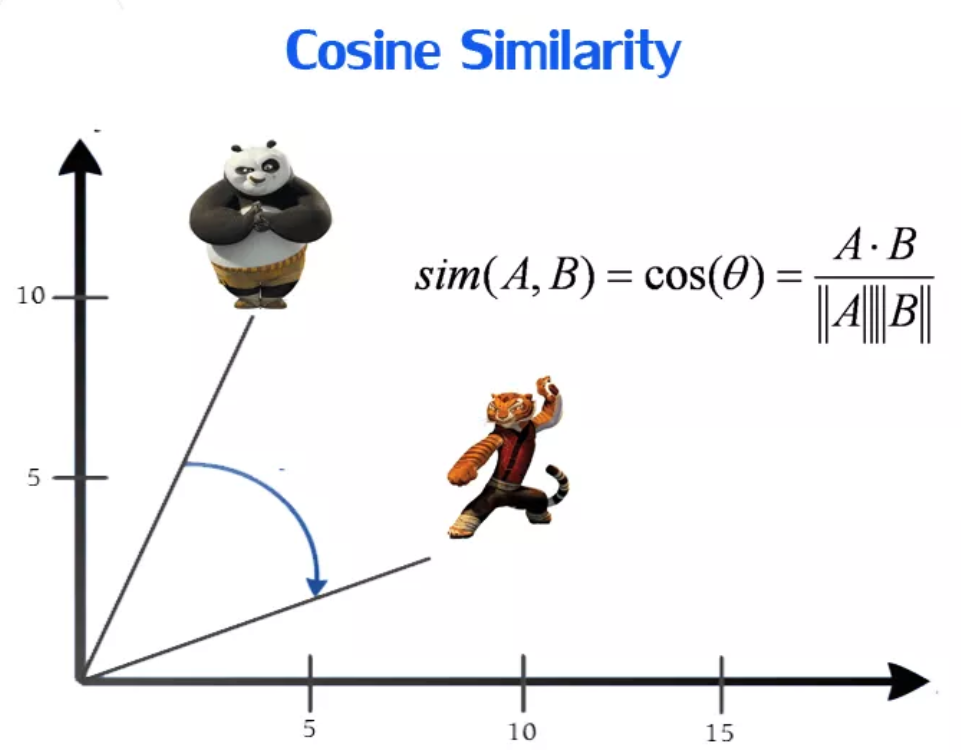 Cosine Similarity
sim(A, B) = cos(θ) = A · B / ||A||||B||
10
5
5 10 15